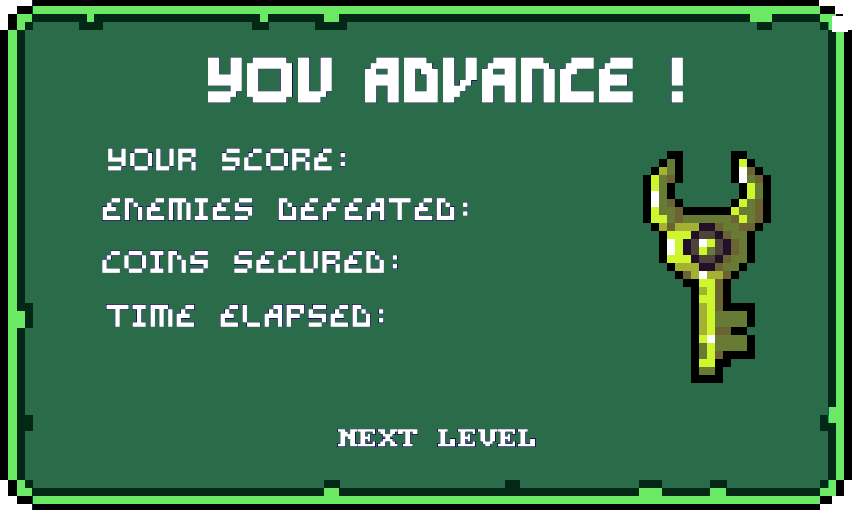 YOU ADVANCE !
YOUR SCORE:
ENEMIES DEFEATED:
COINS SECURED:
TIME ELAPSED:
NEXT LEVEL